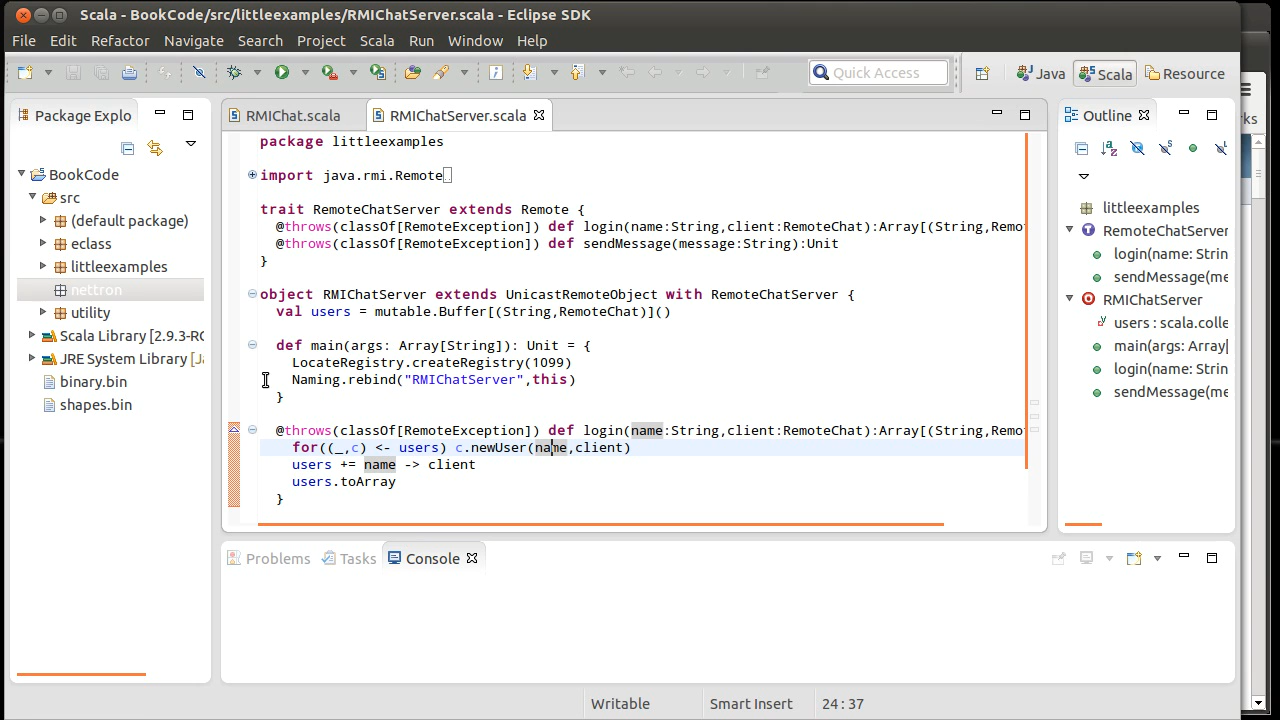 Scala - BookCode/src/littleexamples/RMIChatServer.scala - Eclipse SDK
File Edit Refactor Navigate Search Project Scala Run Window Help
Quick Access
Java
Scala
Resource
Package Explo
BookCode
src
(default package)
eclass
littleexamples
nettron
utility
Scala Library [2.9.3-RC
JRE System Library [Ja
binary.bin
shapes.bin
RMIChat.scala
RMIChatServer.scala
package littleexamples
import java.rmi.Remote
trait RemoteChatServer extends Remote {
@throws(classOf[RemoteException]) def login(name:String,client:RemoteChat):Array[(String,Remo
@throws(classOf[RemoteException]) def sendMessage(message:String):Unit
}
object RMIChatServer extends UnicastRemoteObject with RemoteChatServer {
val users = mutable.Buffer[(String,RemoteChat)]()
def main(args: Array[String]): Unit = {
LocateRegistry.createRegistry(1099)
Naming.rebind("RMIChatServer",this)
}
@throws(classOf[RemoteException]) def login(name:String,client:RemoteChat):Array[(String,Remo
for((_,c) <- users) c.newUser(name,client)
users += name -> client
users.toArray
}
Outline
littleexamples
RemoteChatServer
login(name: Strin
sendMessage(me
RMIChatServer
users : scala.colle
main(args: Array[
login(name: Strin
sendMessage(me
Problems
Tasks
Console
Writable
Smart Insert
24 : 37
ks